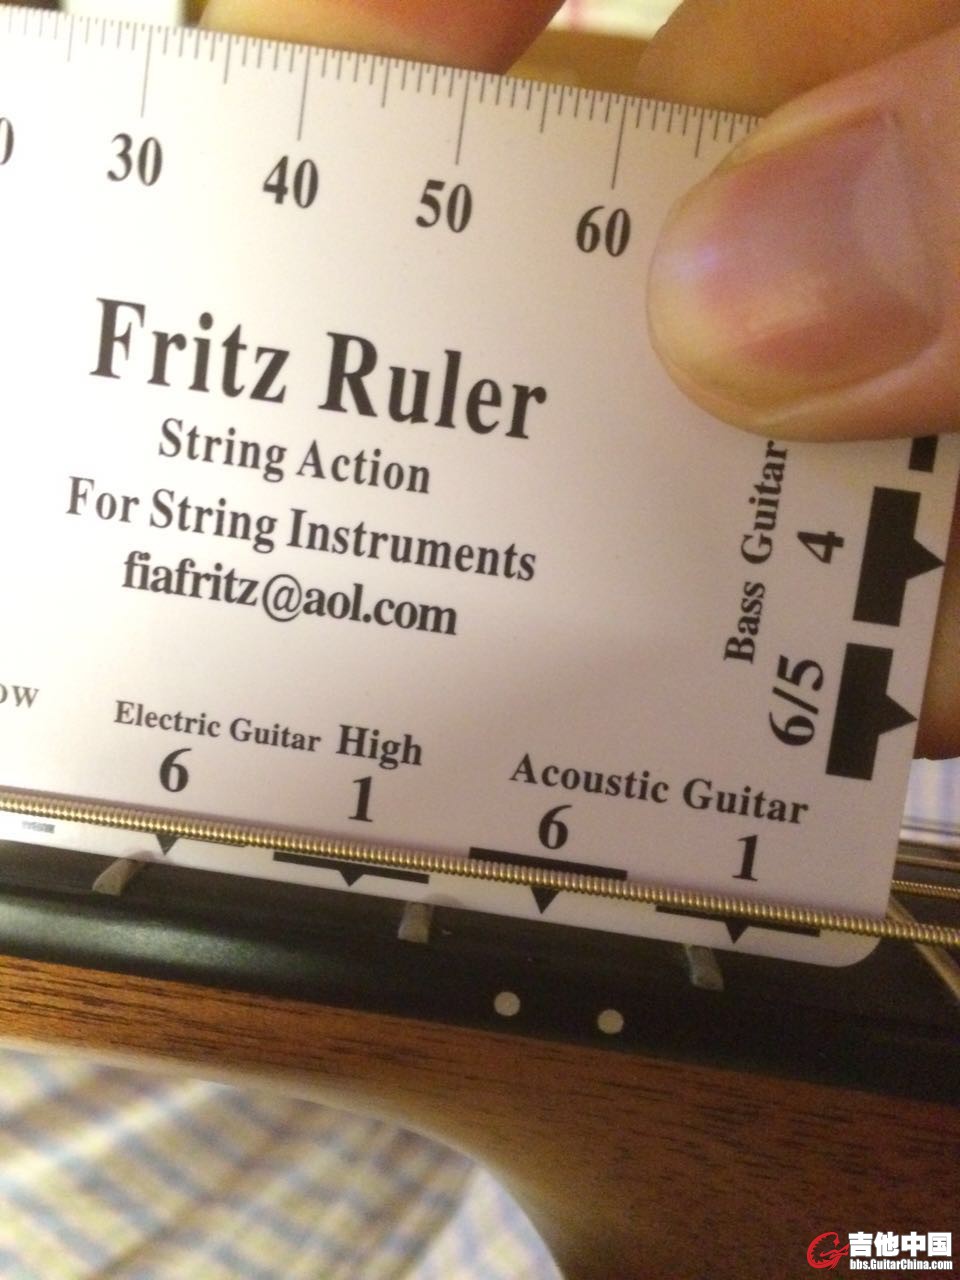 30 40 50 60
Fritz Ruler
String Action
For String Instruments
fiafritz@aol.com
Bass Guitar
4
6/5
Electric Guitar High
6 1
Acoustic Guitar
6 1
吉他中国
bbs.GuitarChina.com